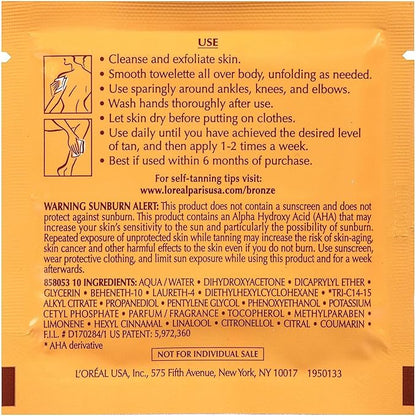 USE
• Cleanse and exfoliate skin.
• Smooth towelette all over body, unfolding as needed.
• Use sparingly around ankles, knees, and elbows.
• Wash hands thoroughly after use.
• Let skin dry before putting on clothes.
• Use daily until you have achieved the desired level
of tan, and then apply 1-2 times a week.
• Best if used within 6 months of purchase.
For self-tanning tips visit:
www.lorealparisusa.com/bronze
WARNING SUNBURN ALERT: This product does not contain a sunscreen and does not
protect against sunburn. This product contains an Alpha Hydroxy Acid (AHA) that may
increase your skin's sensitivity to the sun and particularly the possibility of sunburn.
Repeated exposure of unprotected skin while tanning may increase the risk of skin-aging,
skin cancer and other harmful effects to the skin even if you do not burn. Use sunscreen,
wear protective clothing, and limit sun exposure while using this product and for a week
afterwards.
858053 10 INGREDIENTS: AQUA / WATER • DIHYDROXYACETONE • DICAPRYLYL ETHER •
GLYCERIN • BEHENETH-10 • LAURETH-4 • DIETHYLHEXYLCYCLOHEXANE • *TRI-C14-15
ALKYL CITRATE • PROPANEDIOL • PENTYLENE GLYCOL • PHENOXYETHANOL • POTASSIUM
CETYL PHOSPHATE • PARFUM / FRAGRANCE • TOCOPHEROL • METHYLPARABEN •
LIMONENE • HEXYL CINNAMAL • LINALOOL • CITRONELLOL • CITRAL • COUMARIN •
F.I.L. # D170284/1 US PATENT: 5,972,360
* AHA derivative
NOT FOR INDIVIDUAL SALE
L'ORÉAL USA, Inc., 575 Fifth Avenue, New York, NY 10017 1950133